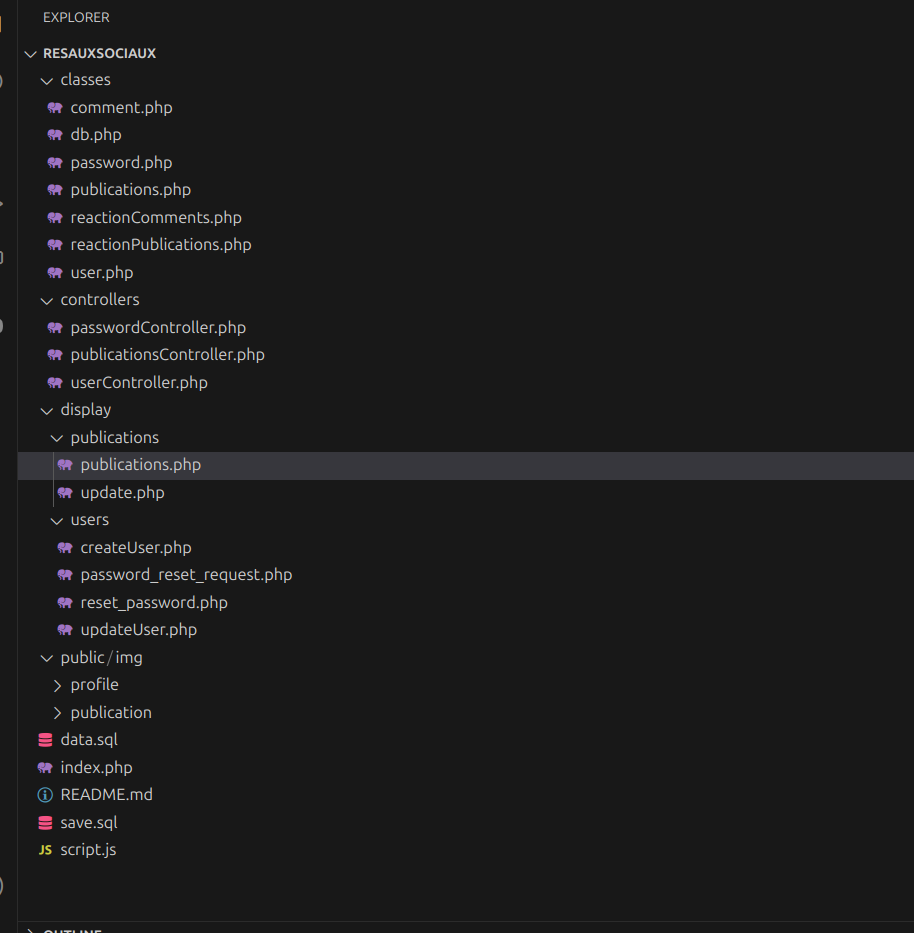 EXPLORER
RESAUXSOCIAUX
classes
comment.php
db.php
password.php
publications.php
reactionComments.php
reactionPublications.php
user.php
controllers
passwordController.php
publicationsController.php
userController.php
display
publications
publications.php
update.php
users
createUser.php
password_reset_request.php
reset_password.php
updateUser.php
public/img
profile
publication
data.sql
index.php
README.md
save.sql
JS script.js
OUTLINE